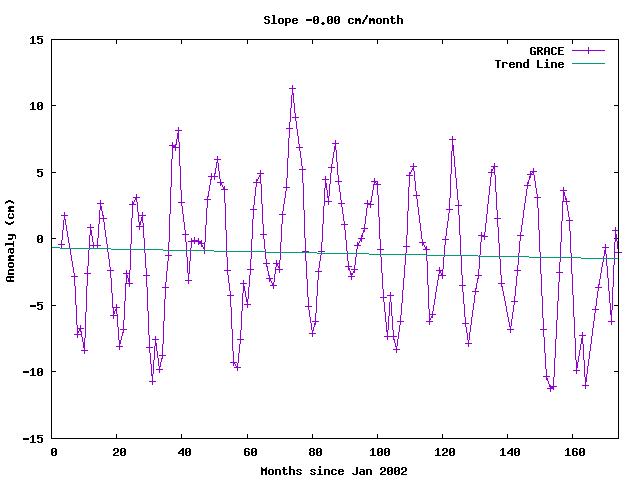 Slope -0.00 cm/month
15
10
5
0
-5
-10
-15
Anomaly (cm)
GRACE
Trend Line
0 20 40 60 80 100 120 140 160
Months since Jan 2002